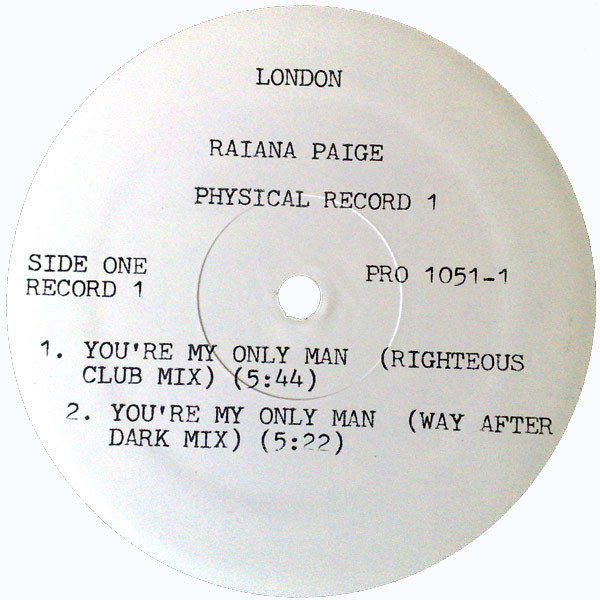 LONDON
RAIANA PAIGE
PHYSICAL RECORD 1
SIDE ONE
RECORD 1
PRO 1051-1
1. YOU'RE MY ONLY MAN (RIGHTEOUS
CLUB MIX) (5:44)
2. YOU'RE MY ONLY MAN (WAY AFTER
DARK MIX) (5:22)